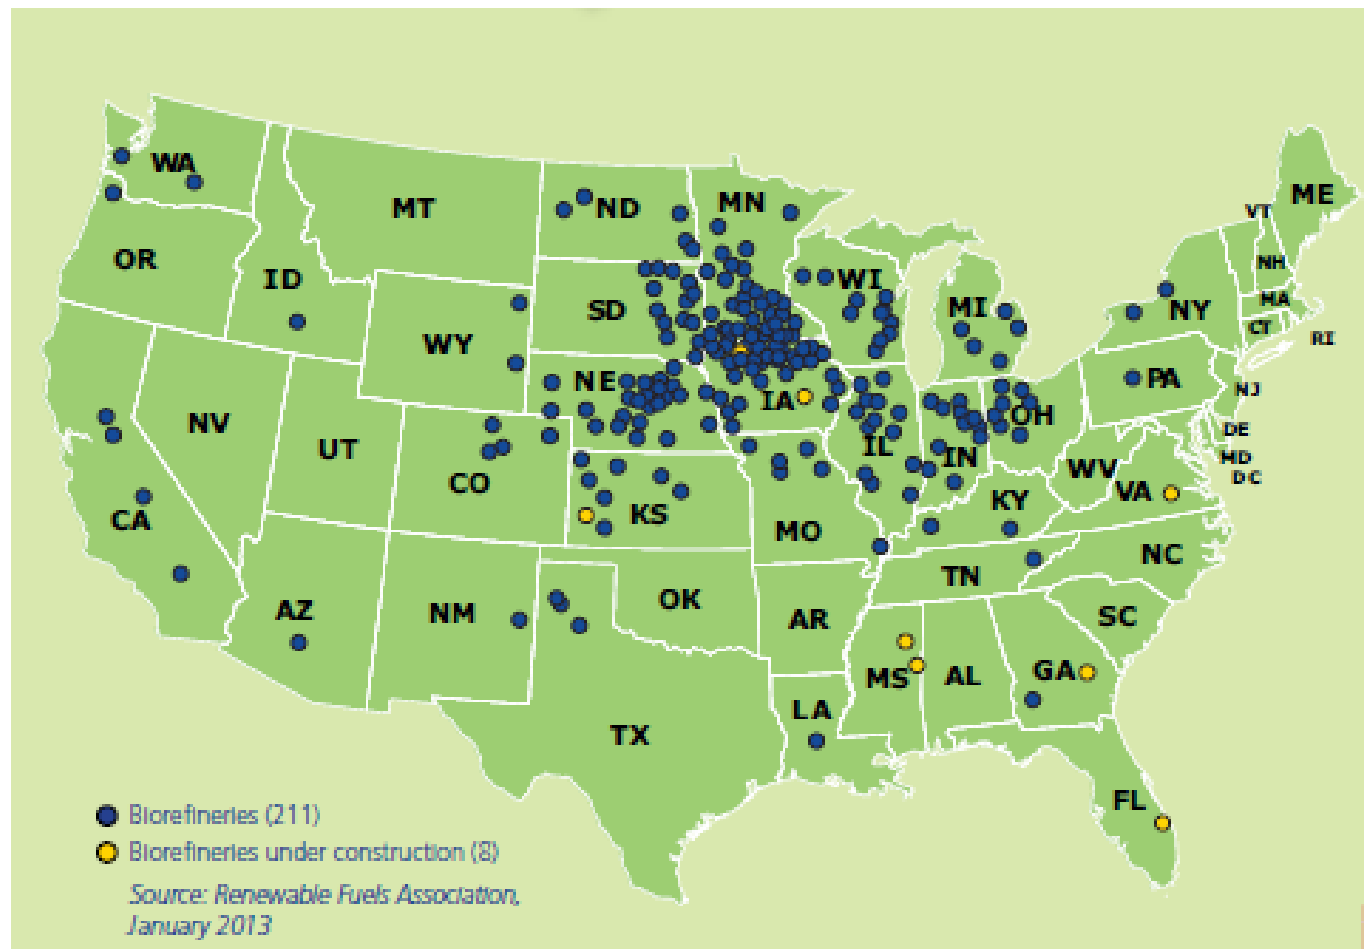 ME
WA
VT
MT
ND
MN
OR
NH
ID
WI
MA
SD
MI
NY
CT
RI
WY
NE
PA
NJ
IA
NV
OH
DE
UT
IL
IN
MD
CO
WV
DC
VA
KY
CA
KS
MO
NC
TN
AZ
NM
OK
AR
SC
MS
AL
GA
LA
TX
FL
Biorefineries (211)
Biorefineries under construction (8)
Source: Renewable Fuels Association,
January 2013